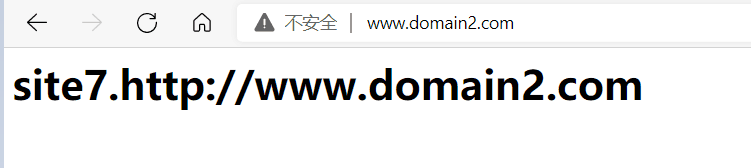 不安全 | www.domain2.com
site7.http://www.domain2.com